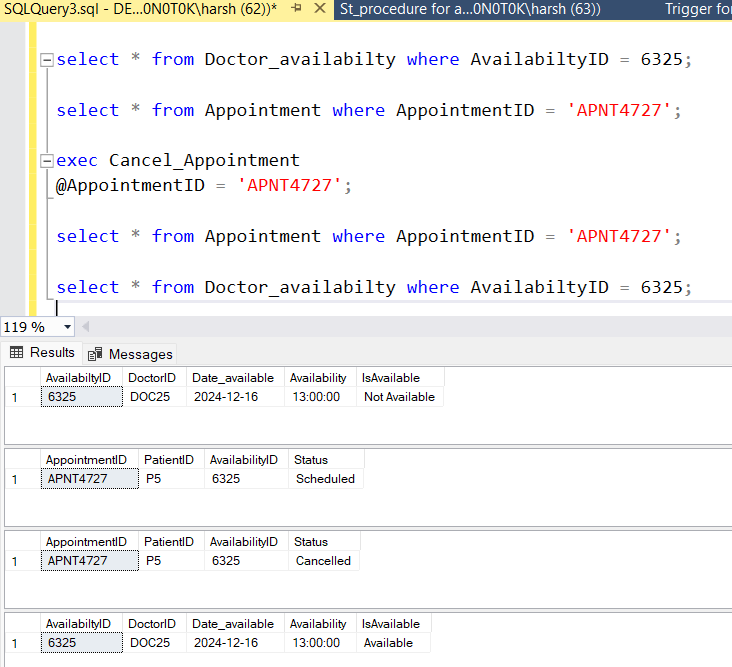 SQLQuery3.sql - DE...0N0T0K\harsh (62))* St_procedure for a...0N0T0K\harsh (63)) Trigger for
select * from Doctor_availabilty where AvailabiltyID = 6325;
select * from Appointment where AppointmentID = 'APNT4727';
exec Cancel_Appointment
@AppointmentID = 'APNT4727';
select * from Appointment where AppointmentID = 'APNT4727';
select * from Doctor_availabilty where AvailabiltyID = 6325;
119 %
Results Messages
AvailabiltyID DoctorID Date_available Availability IsAvailable
1 6325 DOC25 2024-12-16 13:00:00 Not Available
AppointmentID PatientID AvailabilityID Status
1 APNT4727 P5 6325 Scheduled
AppointmentID PatientID AvailabilityID Status
1 APNT4727 P5 6325 Cancelled
AvailabiltyID DoctorID Date_available Availability IsAvailable
1 6325 DOC25 2024-12-16 13:00:00 Available